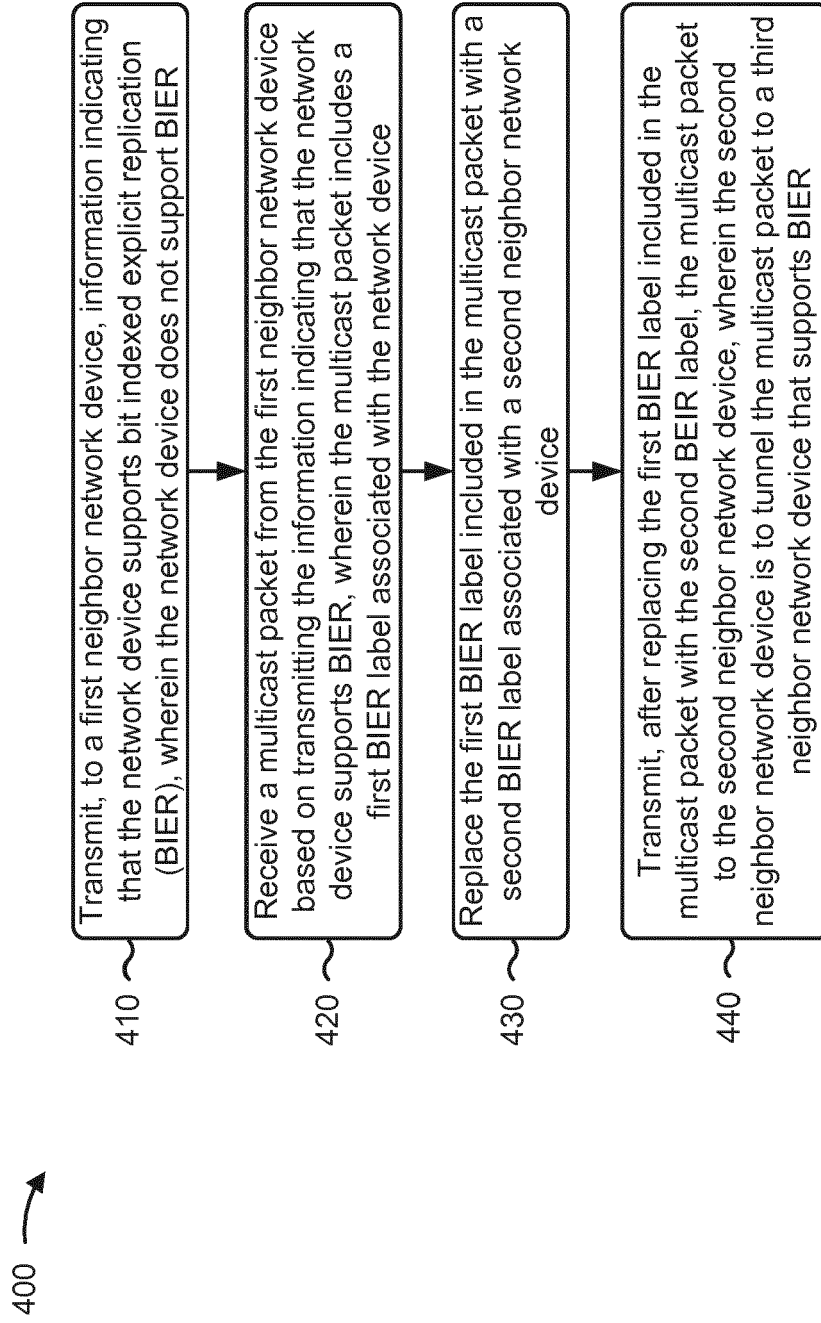 400
410
Transmit, to a first neighbor network device, information indicating
that the network device supports bit indexed explicit replication
(BIER), wherein the network device does not support BIER
420
Receive a multicast packet from the first neighbor network device
based on transmitting the information indicating that the network
device supports BIER, wherein the multicast packet includes a
first BIER label associated with the network device
430
Replace the first BIER label included in the multicast packet with a
second BIER label associated with a second neighbor network
device
440
Transmit, after replacing the first BIER label included in the
multicast packet with the second BEIR label, the multicast packet
to the second neighbor network device, wherein the second
neighbor network device is to tunnel the multicast packet to a third
neighbor network device that supports BIER